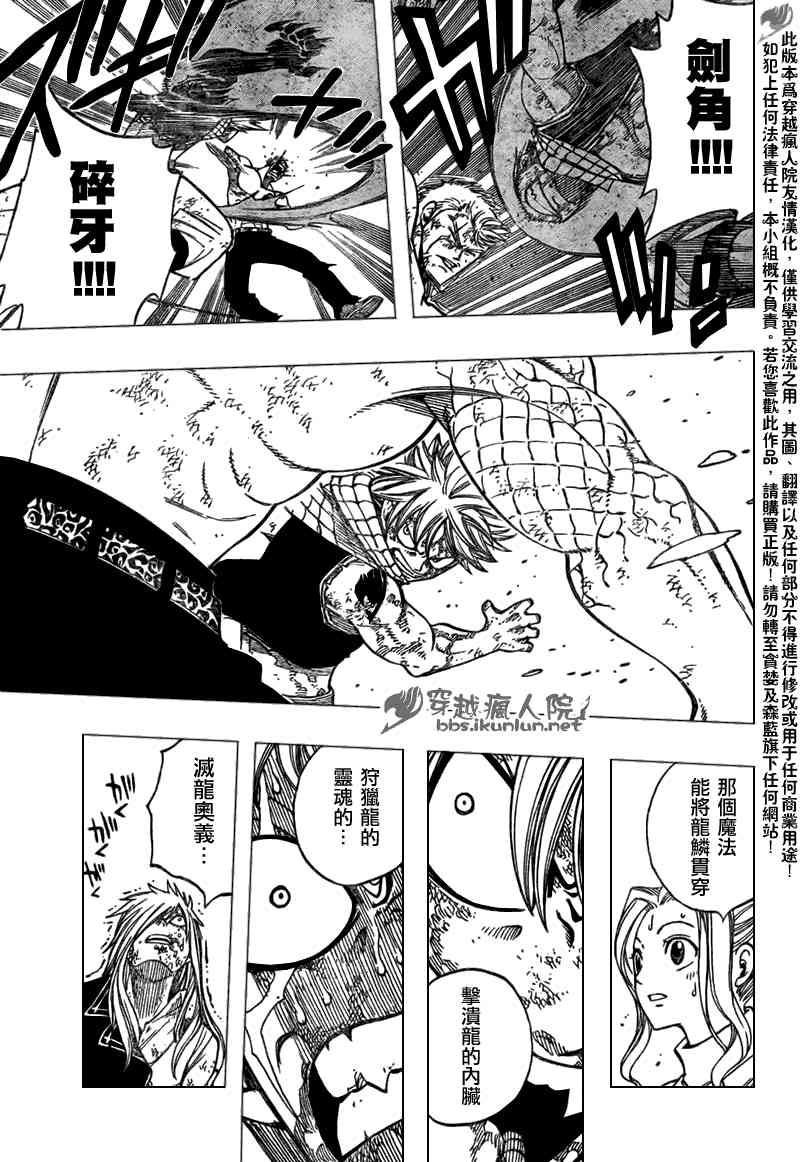 劍角!!!!
碎牙!!!!
那個魔法
能將龍鱗貫穿
擊潰龍的內臟
狩獵龍的
靈魂的…
滅龍奧義…
穿越瘋人院
bbs.ikunlun.net
此版本爲穿越瘋人院友情漢化，僅供學習交流之用，其圖、翻譯以及任何部分不得進行修改或用于任何商業用途！
如犯上任何法律責任，本小組概不負責。若您喜歡此作品，請購買正版！請勿轉至貪婪及森藍旗下任何網站！